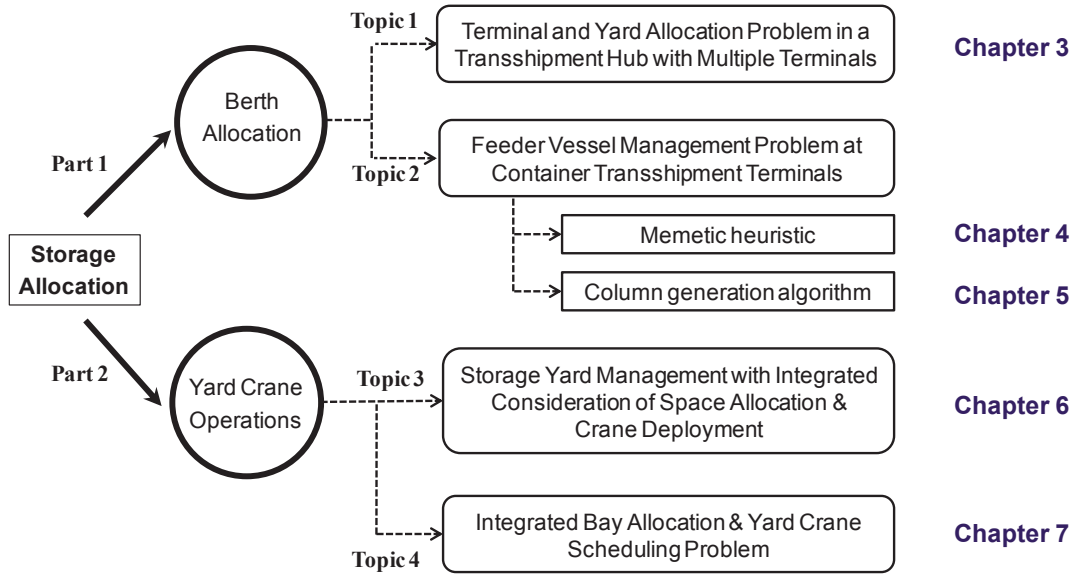 Topic 1
Terminal and Yard Allocation Problem in a
Transshipment Hub with Multiple Terminals
Chapter 3
Berth
Allocation
Part 1
Topic 2
Feeder Vessel Management Problem at
Container Transshipment Terminals
Memetic heuristic
Chapter 4
Column generation algorithm
Chapter 5
Storage
Allocation
Part 2
Yard Crane
Operations
Topic 3
Storage Yard Management with Integrated
Consideration of Space Allocation &
Crane Deployment
Chapter 6
Topic 4
Integrated Bay Allocation & Yard Crane
Scheduling Problem
Chapter 7